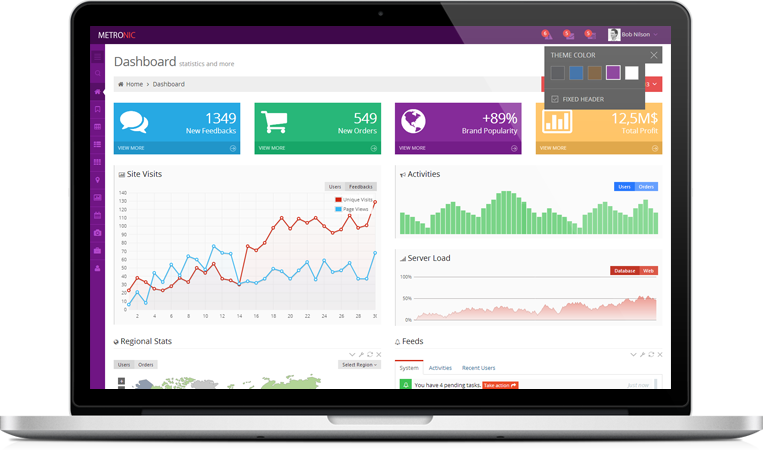 METRONIC
6
5
5
Bob Nilson
Dashboard statistics and more
Home > Dashboard
THEME COLOR
FIXED HEADER
1349
New Feedbacks
VIEW MORE
549
New Orders
VIEW MORE
+89%
Brand Popularity
VIEW MORE
12,5M$
Total Profit
VIEW MORE
Site Visits
Users Feedbacks
Unique Visits
Page Views
140
130
120
110
100
90
80
70
60
50
40
30
20
10
0
2 4 6 8 10 12 14 16 18 20 22 24 26 28 30
Activities
Users Orders
Server Load
Database Web
100%
50%
0%
Regional Stats
Users Orders
Select Region
+
Feeds
System Activities Recent Users
You have 4 pending tasks. Take action
Just now